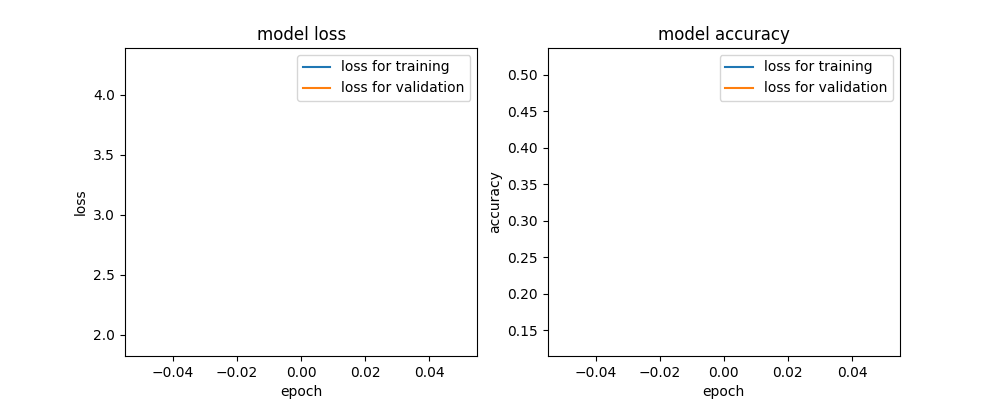 model loss
model accuracy
loss for training
loss for validation
loss for training
loss for validation
4.0
3.5
3.0
2.5
2.0
loss
0.50
0.45
0.40
0.35
0.30
0.25
0.20
0.15
accuracy
−0.04 −0.02 0.00 0.02 0.04
epoch
−0.04 −0.02 0.00 0.02 0.04
epoch